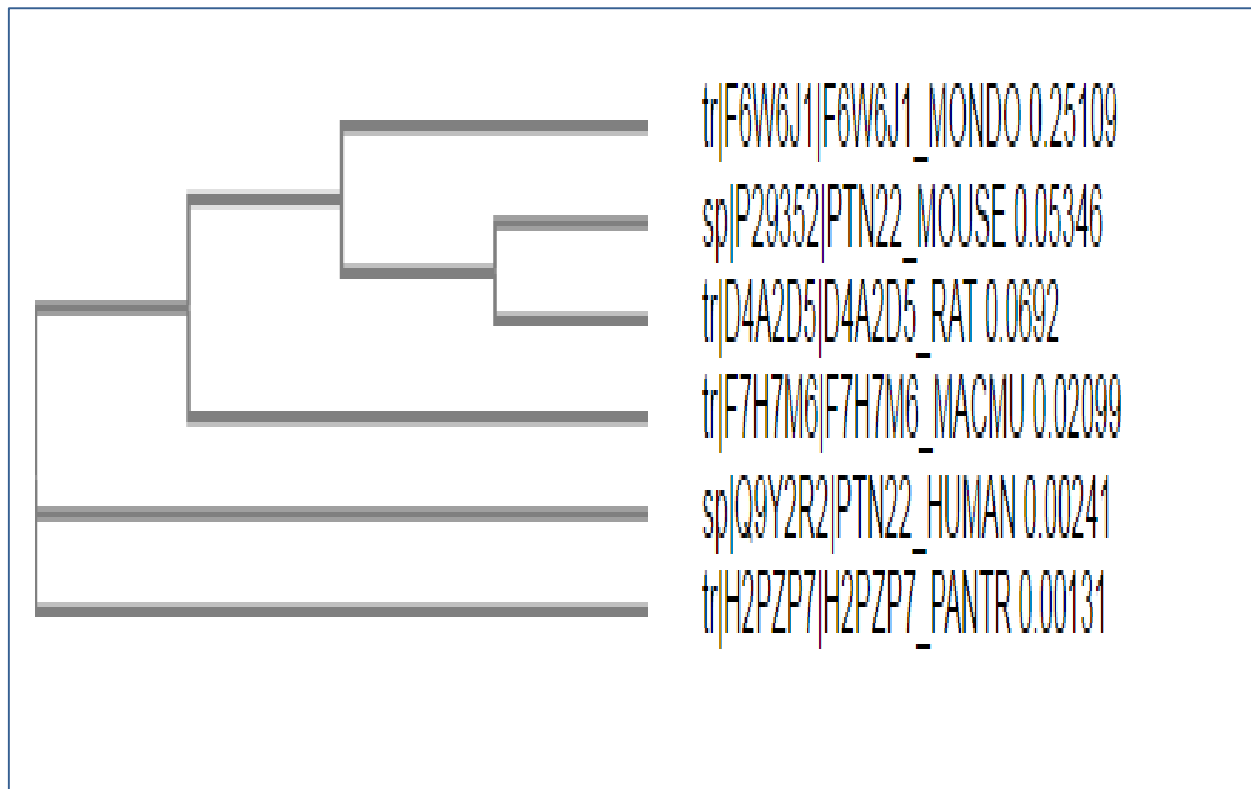 tr|F6W6J1|F6W6J1_MONDO 0.25109
sp|P29352|PTN22_MOUSE 0.05346
tr|D4A2D5|D4A2D5_RAT 0.0692
tr|F7H7M6|F7H7M6_MACMU 0.02099
sp|Q9Y2R2|PTN22_HUMAN 0.00241
tr|H2PZP7|H2PZP7_PANTR 0.00131